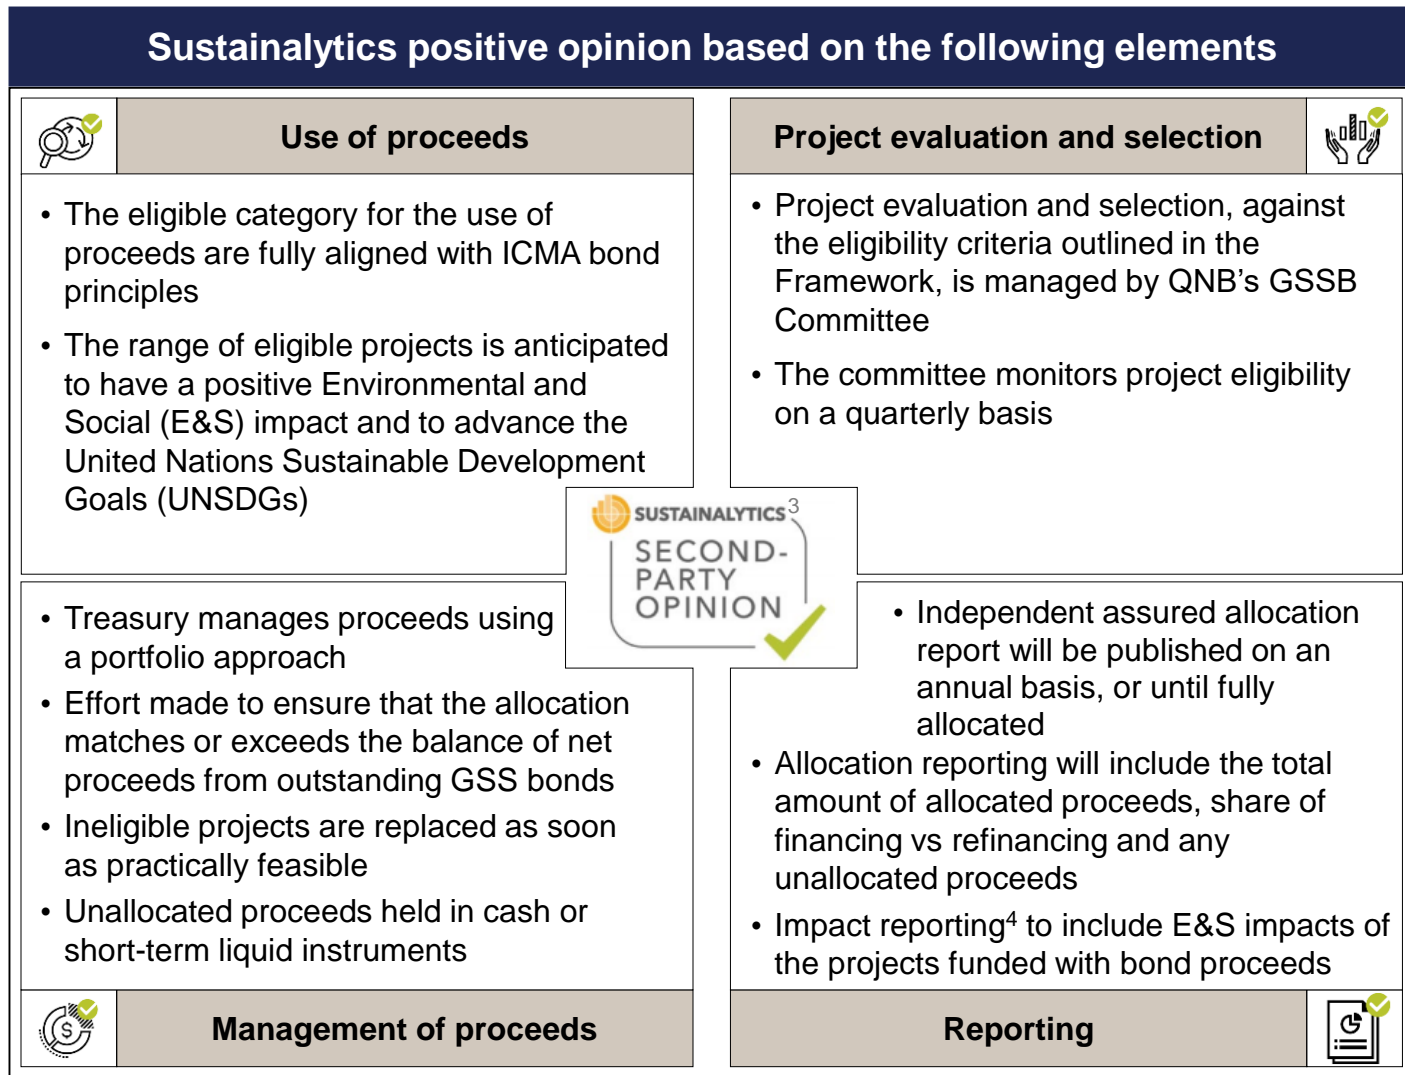 Sustainalytics positive opinion based on the following elements
Use of proceeds
• The eligible category for the use of
proceeds are fully aligned with ICMA bond
principles
• The range of eligible projects is anticipated
to have a positive Environmental and
Social (E&S) impact and to advance the
United Nations Sustainable Development
Goals (UNSDGs)
Project evaluation and selection
• Project evaluation and selection, against
the eligibility criteria outlined in the
Framework, is managed by QNB’s GSSB
Committee
• The committee monitors project eligibility
on a quarterly basis
SUSTAINALYTICS3
SECOND-
PARTY
OPINION
• Treasury manages proceeds using
a portfolio approach
• Effort made to ensure that the allocation
matches or exceeds the balance of net
proceeds from outstanding GSS bonds
• Ineligible projects are replaced as soon
as practically feasible
• Unallocated proceeds held in cash or
short-term liquid instruments
$
Management of proceeds
• Independent assured allocation
report will be published on an
annual basis, or until fully
allocated
• Allocation reporting will include the total
amount of allocated proceeds, share of
financing vs refinancing and any
unallocated proceeds
• Impact reporting4 to include E&S impacts of
the projects funded with bond proceeds
Reporting